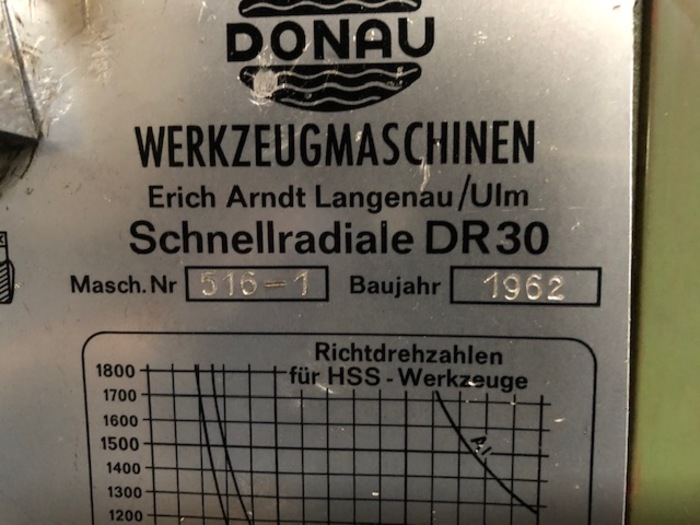 DONAU
WERKZEUGMASCHINEN
Erich Arndt Langenau/Ulm
Schnellradiale DR30
Masch. Nr 516-1 Baujahr 1962
Richtdrehzahlen
für HSS - Werkzeuge
1800
1700
1600
1500
1400
1300
1200
Al